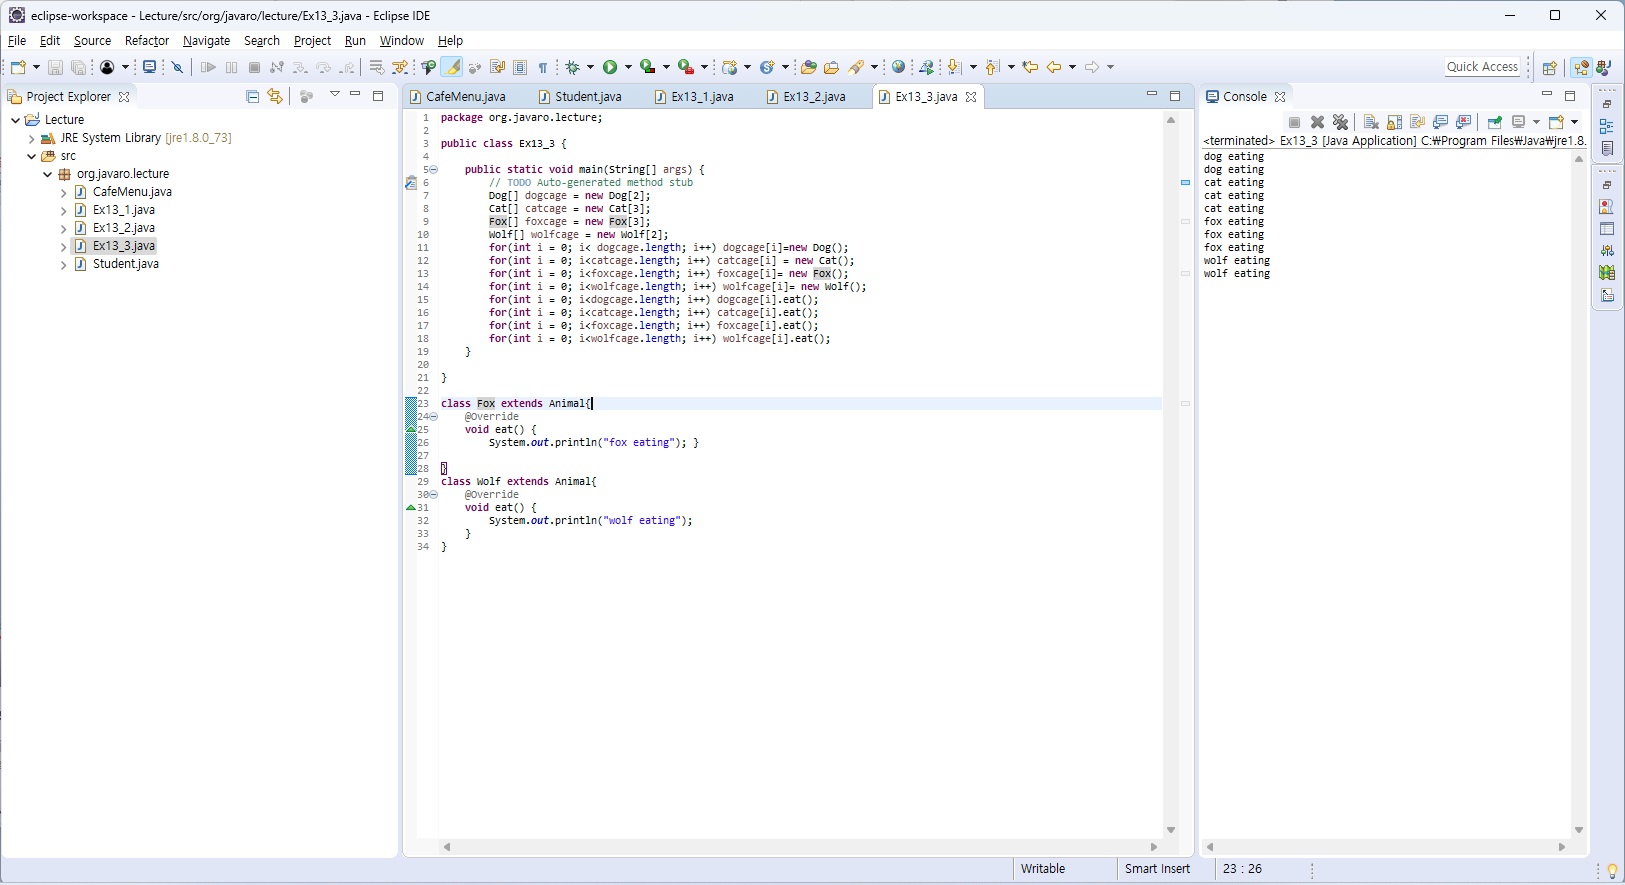 eclipse-workspace - Lecture/src/org/javaro/lecture/Ex13_3.java - Eclipse IDE
File Edit Source Refactor Navigate Search Project Run Window Help
Quick Access
Project Explorer
Lecture
JRE System Library [jre1.8.0_73]
src
org.javaro.lecture
CafeMenu.java
Ex13_1.java
Ex13_2.java
Ex13_3.java
Student.java
CafeMenu.java Student.java Ex13_1.java Ex13_2.java Ex13_3.java
1 package org.javaro.lecture;
2
3 public class Ex13_3 {
4
5 public static void main(String[] args) {
6 // TODO Auto-generated method stub
7 Dog[] dogcage = new Dog[2];
8 Cat[] catcage = new Cat[3];
9 Fox[] foxcage = new Fox[3];
10 Wolf[] wolfcage = new Wolf[2];
11 for(int i = 0; i< dogcage.length; i++) dogcage[i]=new Dog();
12 for(int i = 0; i<catcage.length; i++) catcage[i] = new Cat();
13 for(int i = 0; i<foxcage.length; i++) foxcage[i]= new Fox();
14 for(int i = 0; i<wolfcage.length; i++) wolfcage[i]= new Wolf();
15 for(int i = 0; i<dogcage.length; i++) dogcage[i].eat();
16 for(int i = 0; i<catcage.length; i++) catcage[i].eat();
17 for(int i = 0; i<foxcage.length; i++) foxcage[i].eat();
18 for(int i = 0; i<wolfcage.length; i++) wolfcage[i].eat();
19 }
20
21 }
22
23 class Fox extends Animal{
24 @Override
25 void eat() {
26 System.out.println("fox eating"); }
27
28 }
29 class Wolf extends Animal{
30 @Override
31 void eat() {
32 System.out.println("wolf eating");
33 }
34 }
Console
<terminated> Ex13_3 [Java Application] C:₩Program Files₩Java₩jre1.8.
dog eating
dog eating
cat eating
cat eating
cat eating
fox eating
fox eating
fox eating
wolf eating
wolf eating
Writable Smart Insert 23 : 26